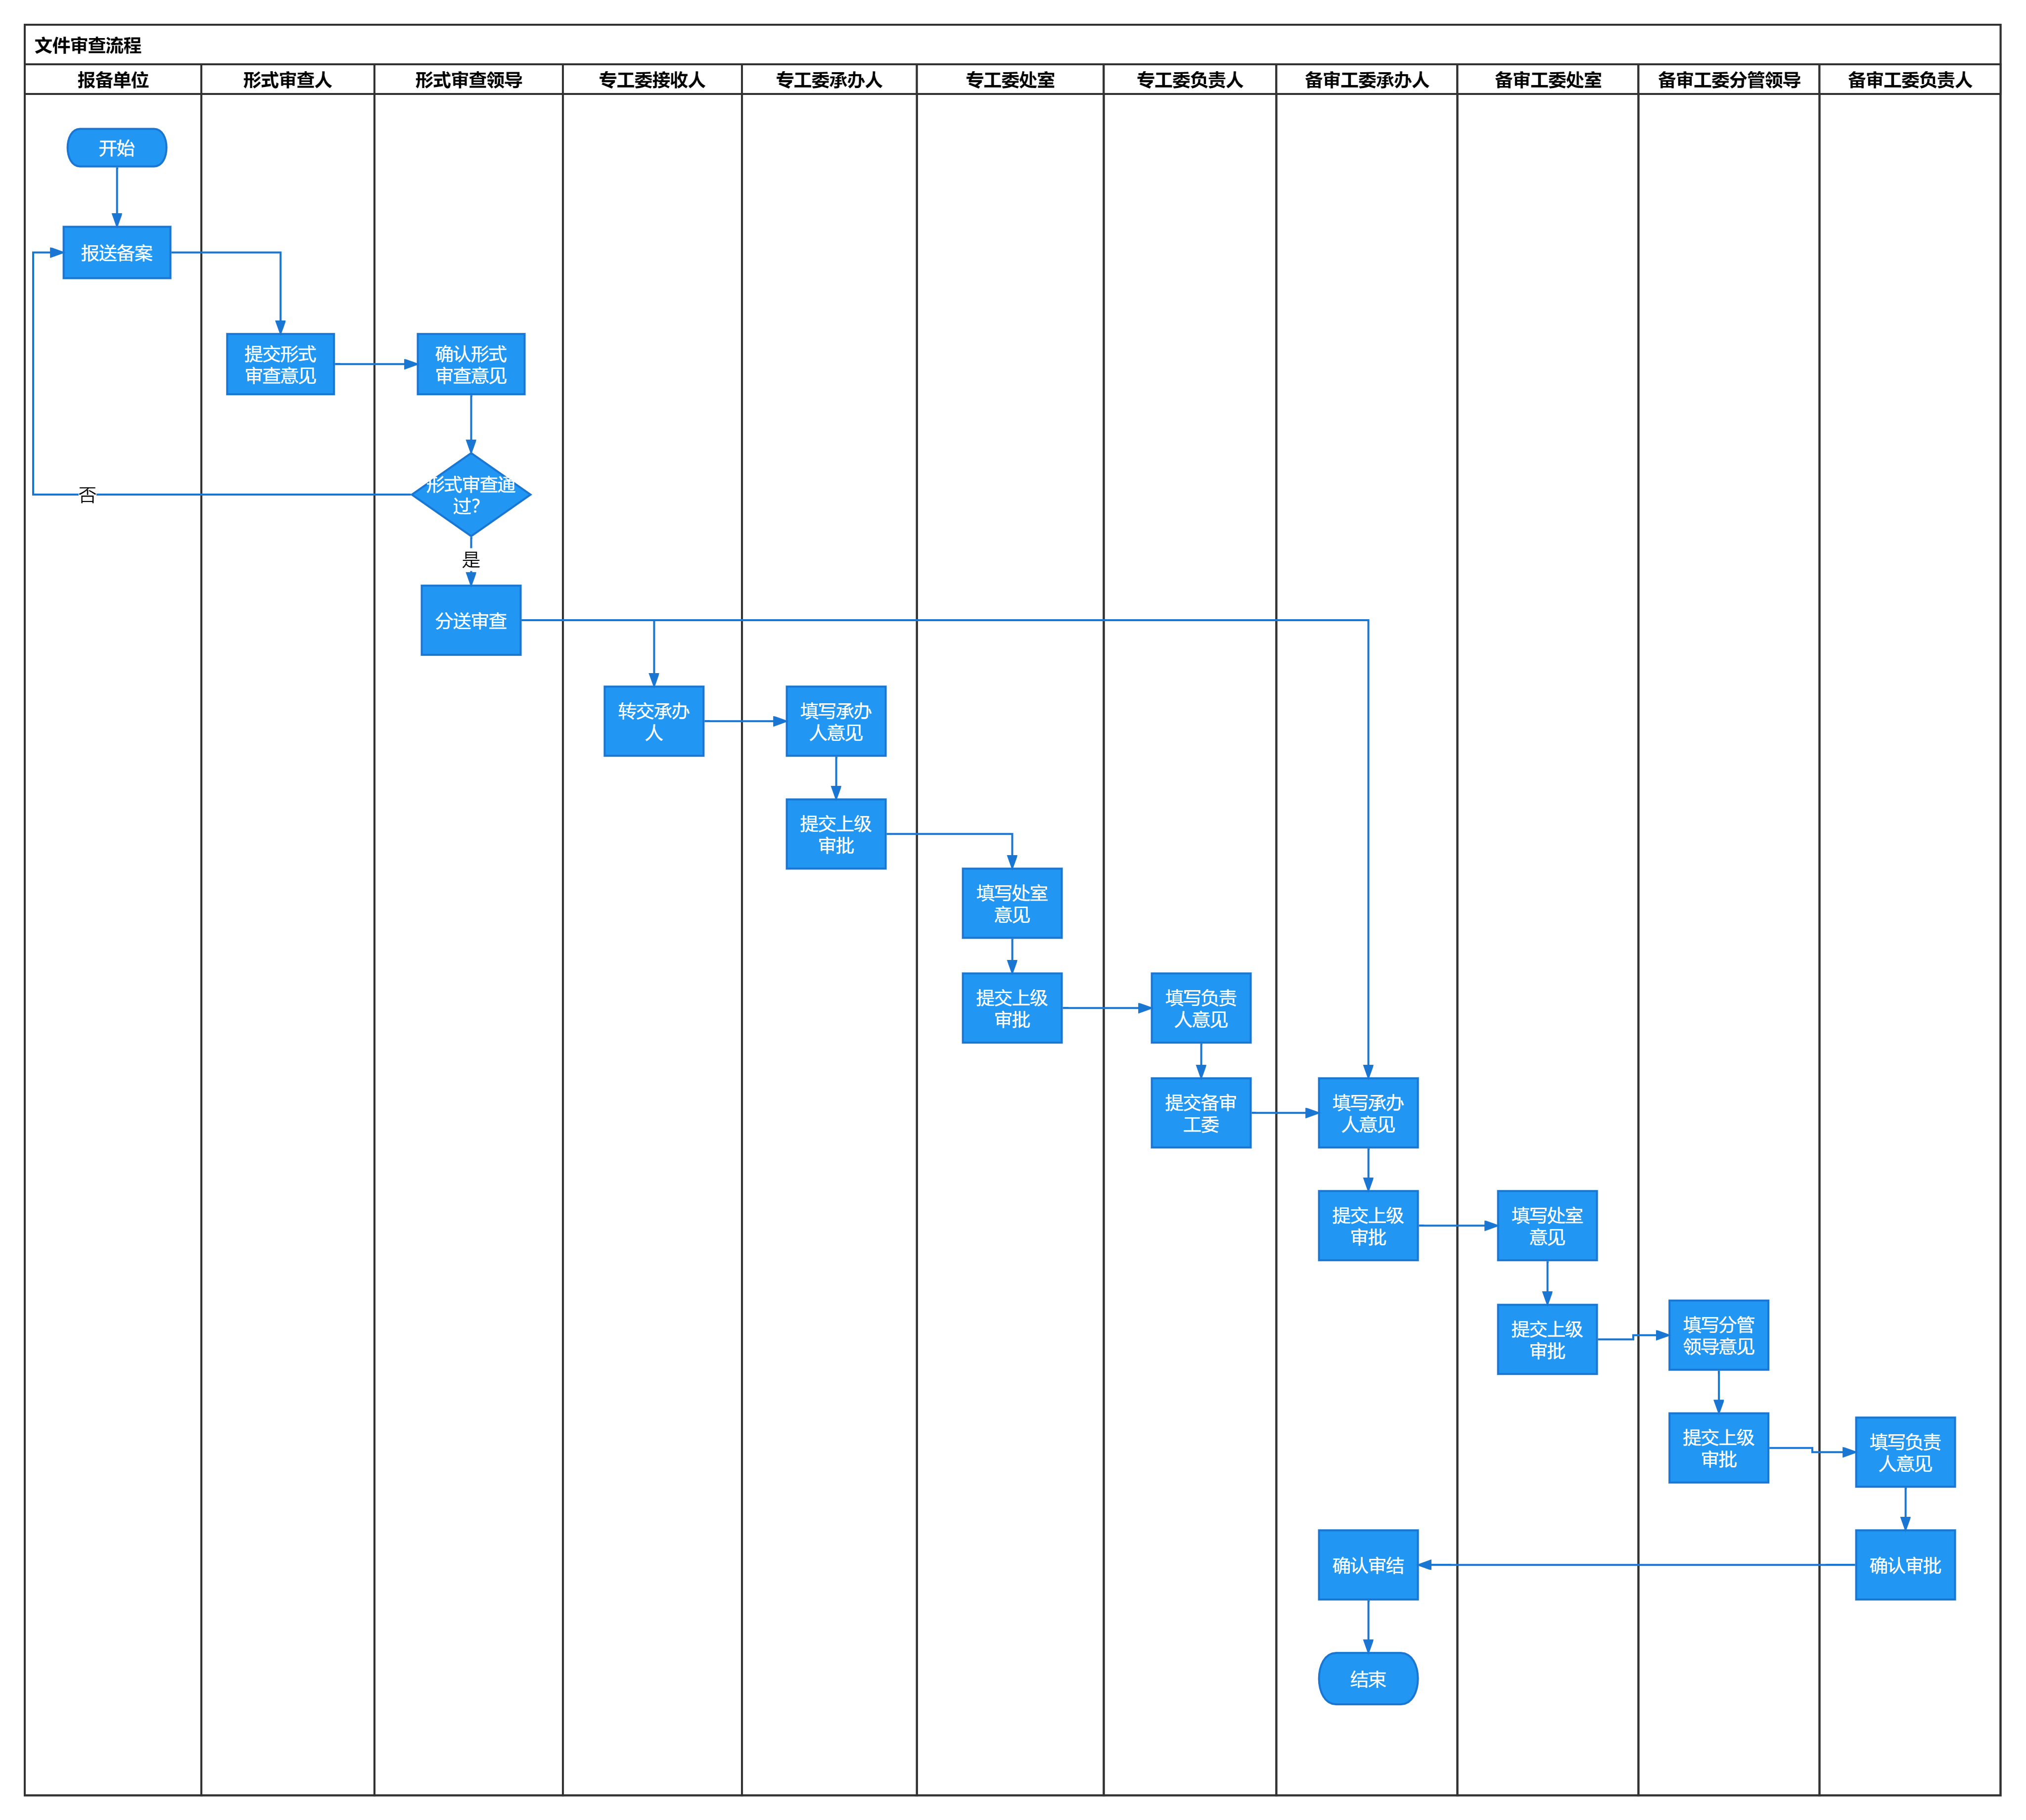 文件审查流程
报备单位
形式审查人
形式审查领导
专工委接收人
专工委承办人
专工委处室
专工委负责人
备审工委承办人
备审工委处室
备审工委分管领导
备审工委负责人
开始
报送备案
提交形式
审查意见
确认形式
审查意见
形式审查通
过?
否
是
分送审查
转交承办
人
填写承办
人意见
提交上级
审批
填写处室
意见
提交上级
审批
填写负责
人意见
提交备审
工委
填写承办
人意见
提交上级
审批
填写处室
意见
提交上级
审批
填写分管
领导意见
提交上级
审批
填写负责
人意见
确认审批
确认审结
结束